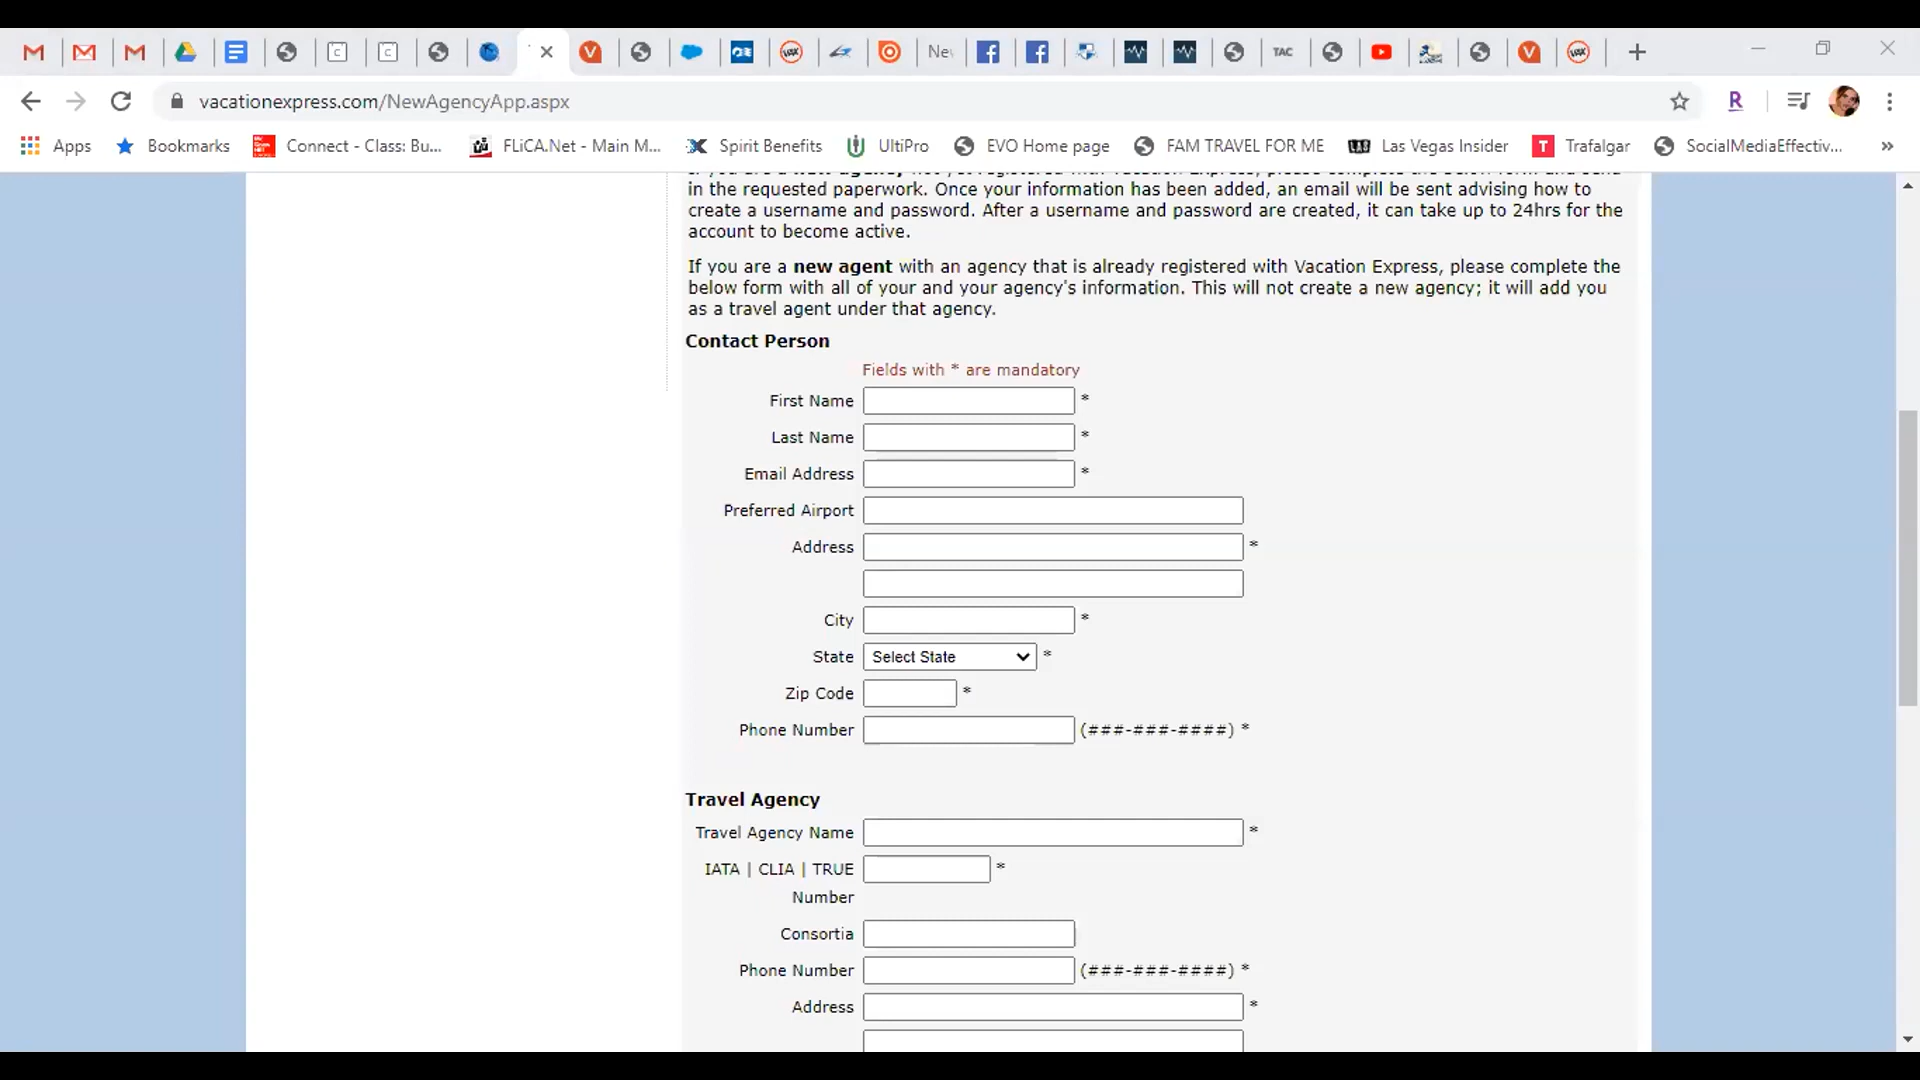 TAC
vacationexpress.com/NewAgencyApp.aspx
Apps Bookmarks Connect - Class: Bu... FLiCA.Net - Main M... Spirit Benefits UltiPro EVO Home page FAM TRAVEL FOR ME Las Vegas Insider Trafalgar SocialMediaEffectiv... »
in the requested paperwork. Once your information has been added, an email will be sent advising how to
create a username and password. After a username and password are created, it can take up to 24hrs for the
account to become active.
If you are a new agent with an agency that is already registered with Vacation Express, please complete the
below form with all of your and your agency's information. This will not create a new agency; it will add you
as a travel agent under that agency.
Contact Person
Fields with * are mandatory
First Name *
Last Name *
Email Address *
Preferred Airport
Address *
City *
State Select State *
Zip Code *
Phone Number (###-###-####) *
Travel Agency
Travel Agency Name *
IATA | CLIA | TRUE *
Number
Consortia
Phone Number (###-###-####) *
Address *